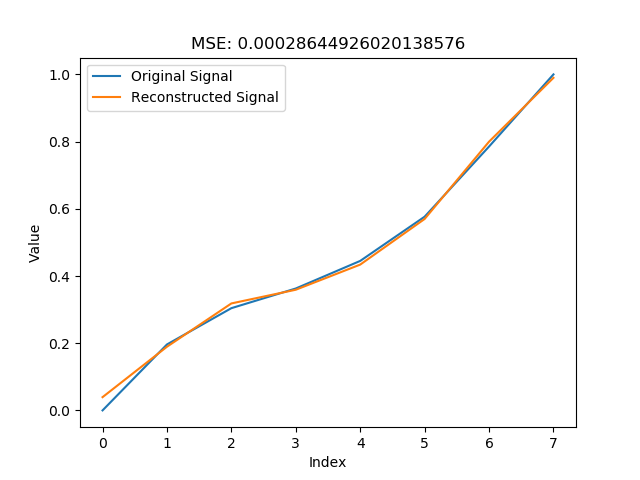 MSE: 0.00028644926020138576
Original Signal
Reconstructed Signal
1.0
0.8
0.6
0.4
0.2
0.0
Value
0 1 2 3 4 5 6 7
Index